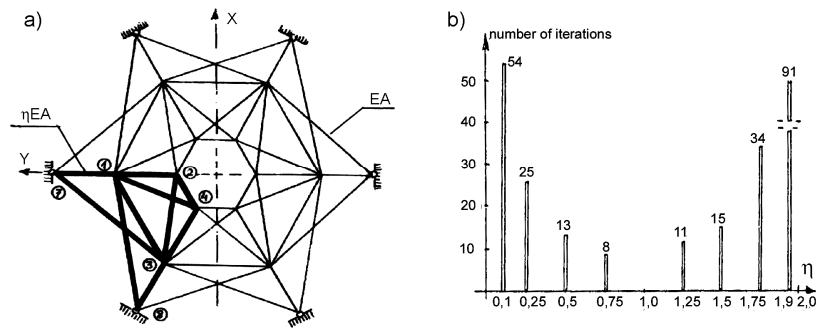 a)
X
ηEA
EA
Y
①
②
⑦
④
③
⑧
b)
number of iterations
54
91
50
40
34
30
25
20
13
15
11
10
8
η
0,1 0,25 0,5 0,75 1,0 1,25 1,5 1,75 1,9 2,0